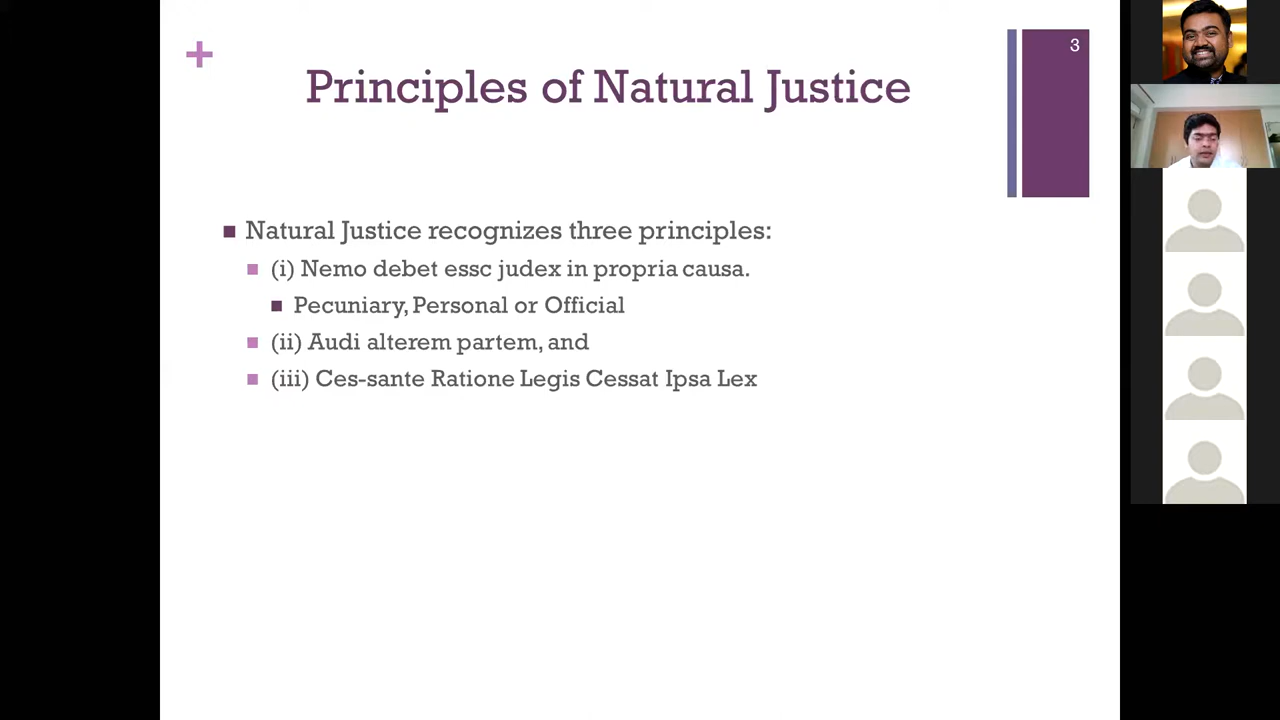 +
3
Principles of Natural Justice
Natural Justice recognizes three principles:
(i) Nemo debet essc judex in propria causa.
Pecuniary, Personal or Official
(ii) Audi alterem partem, and
(iii) Ces-sante Ratione Legis Cessat Ipsa Lex